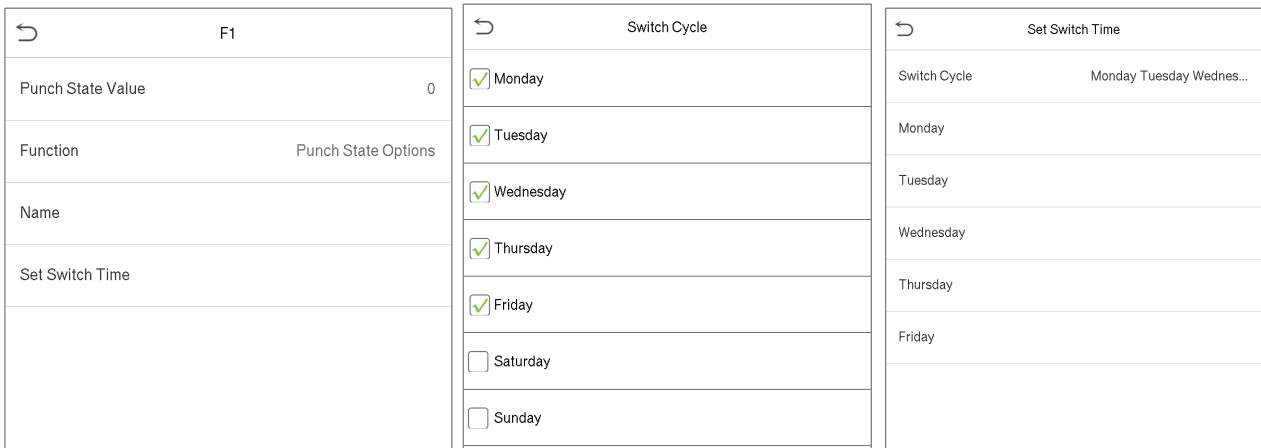 F1
Punch State Value 0
Function Punch State Options
Name
Set Switch Time
Switch Cycle
Monday
Tuesday
Wednesday
Thursday
Friday
Saturday
Sunday
Set Switch Time
Switch Cycle Monday Tuesday Wednes...
Monday
Tuesday
Wednesday
Thursday
Friday